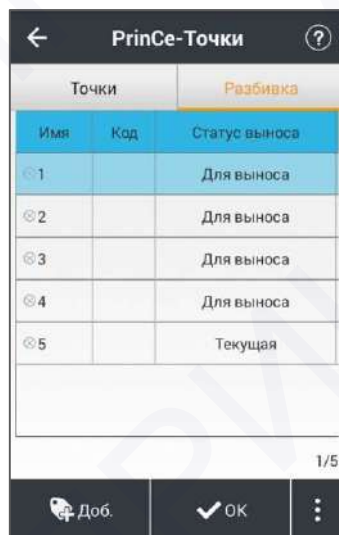 PrinCe-Точки
Точки Разбивка
Имя Код Статус выноса
1 Для выноса
2 Для выноса
3 Для выноса
4 Для выноса
5 Текущая
1/5
Доб. ОК